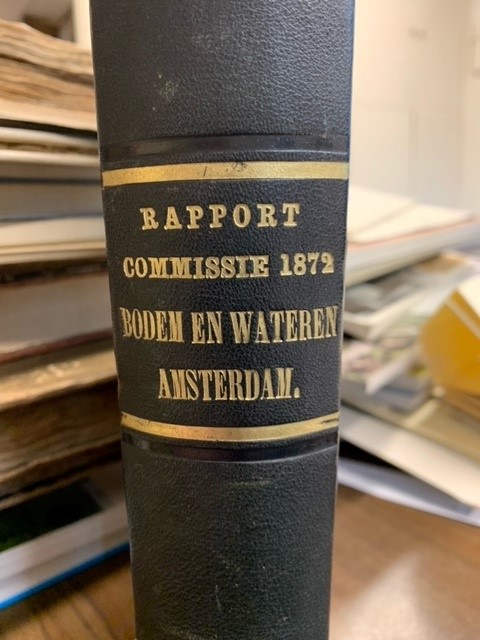 RAPPORT
COMMISSIE 1872
BODEM EN WATEREN
AMSTERDAM.